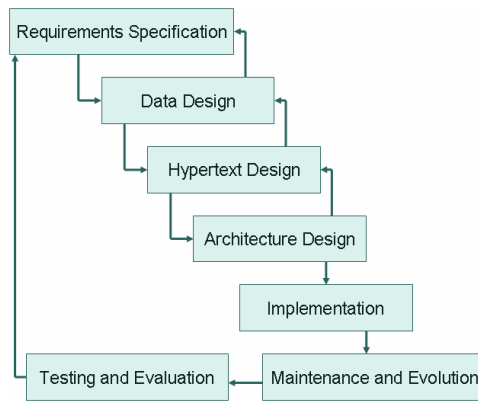 Requirements Specification
Data Design
Hypertext Design
Architecture Design
Implementation
Testing and Evaluation
Maintenance and Evolution